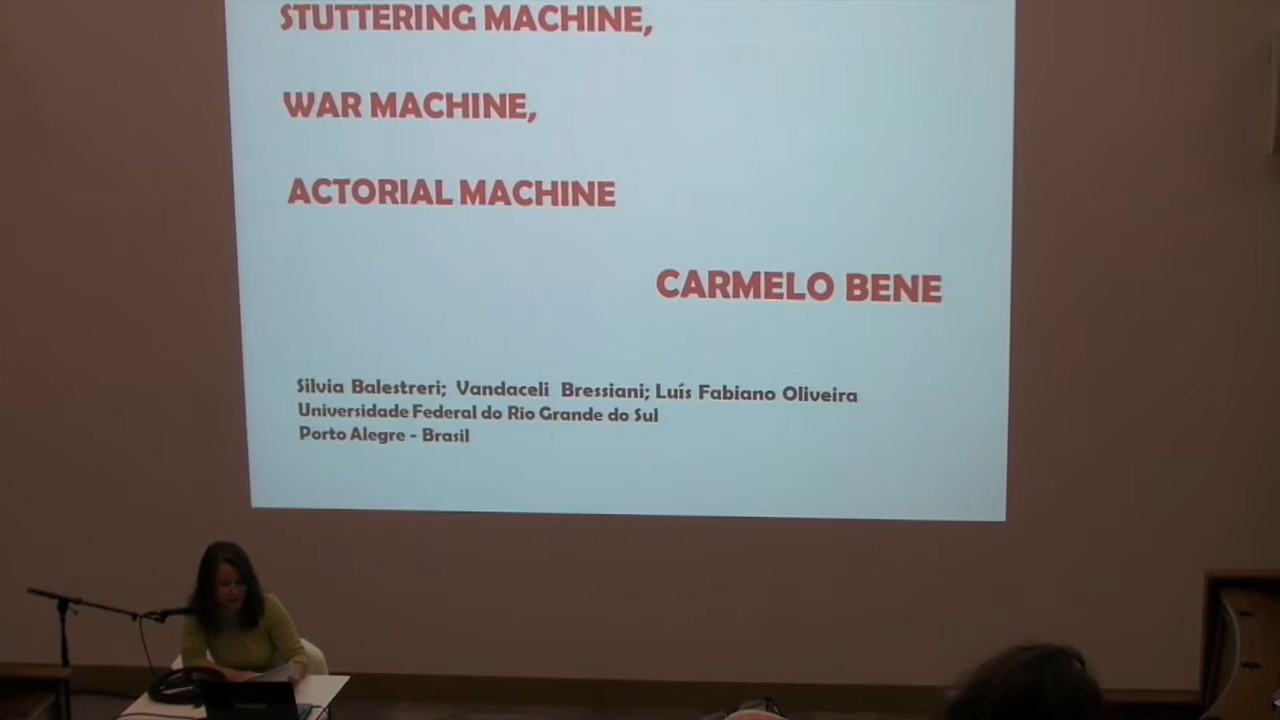 STUTTERING MACHINE,
WAR MACHINE,
ACTORIAL MACHINE
CARMELO BENE
Silvia Balestreri; Vandaceli Bressiani; Luís Fabiano Oliveira
Universidade Federal do Rio Grande do Sul
Porto Alegre - Brasil